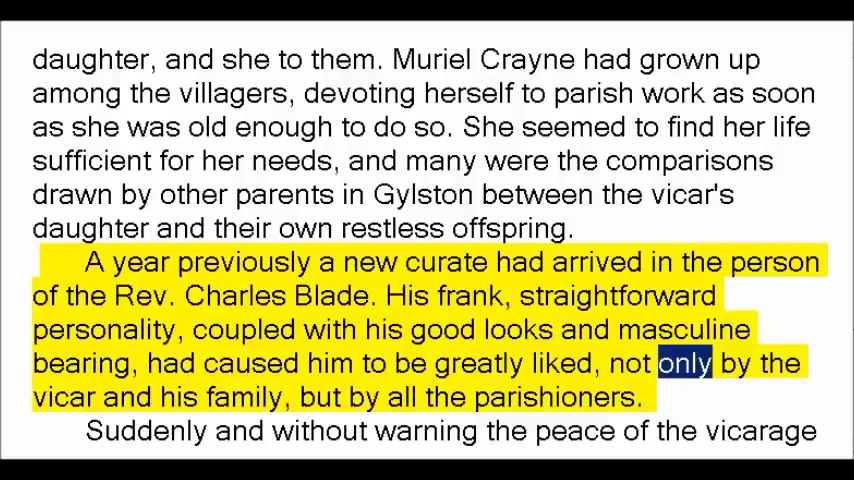 daughter, and she to them. Muriel Crayne had grown up
among the villagers, devoting herself to parish work as soon
as she was old enough to do so. She seemed to find her life
sufficient for her needs, and many were the comparisons
drawn by other parents in Gylston between the vicar's
daughter and their own restless offspring.
A year previously a new curate had arrived in the person
of the Rev. Charles Blade. His frank, straightforward
personality, coupled with his good looks and masculine
bearing, had caused him to be greatly liked, not only by the
vicar and his family, but by all the parishioners.
Suddenly and without warning the peace of the vicarage